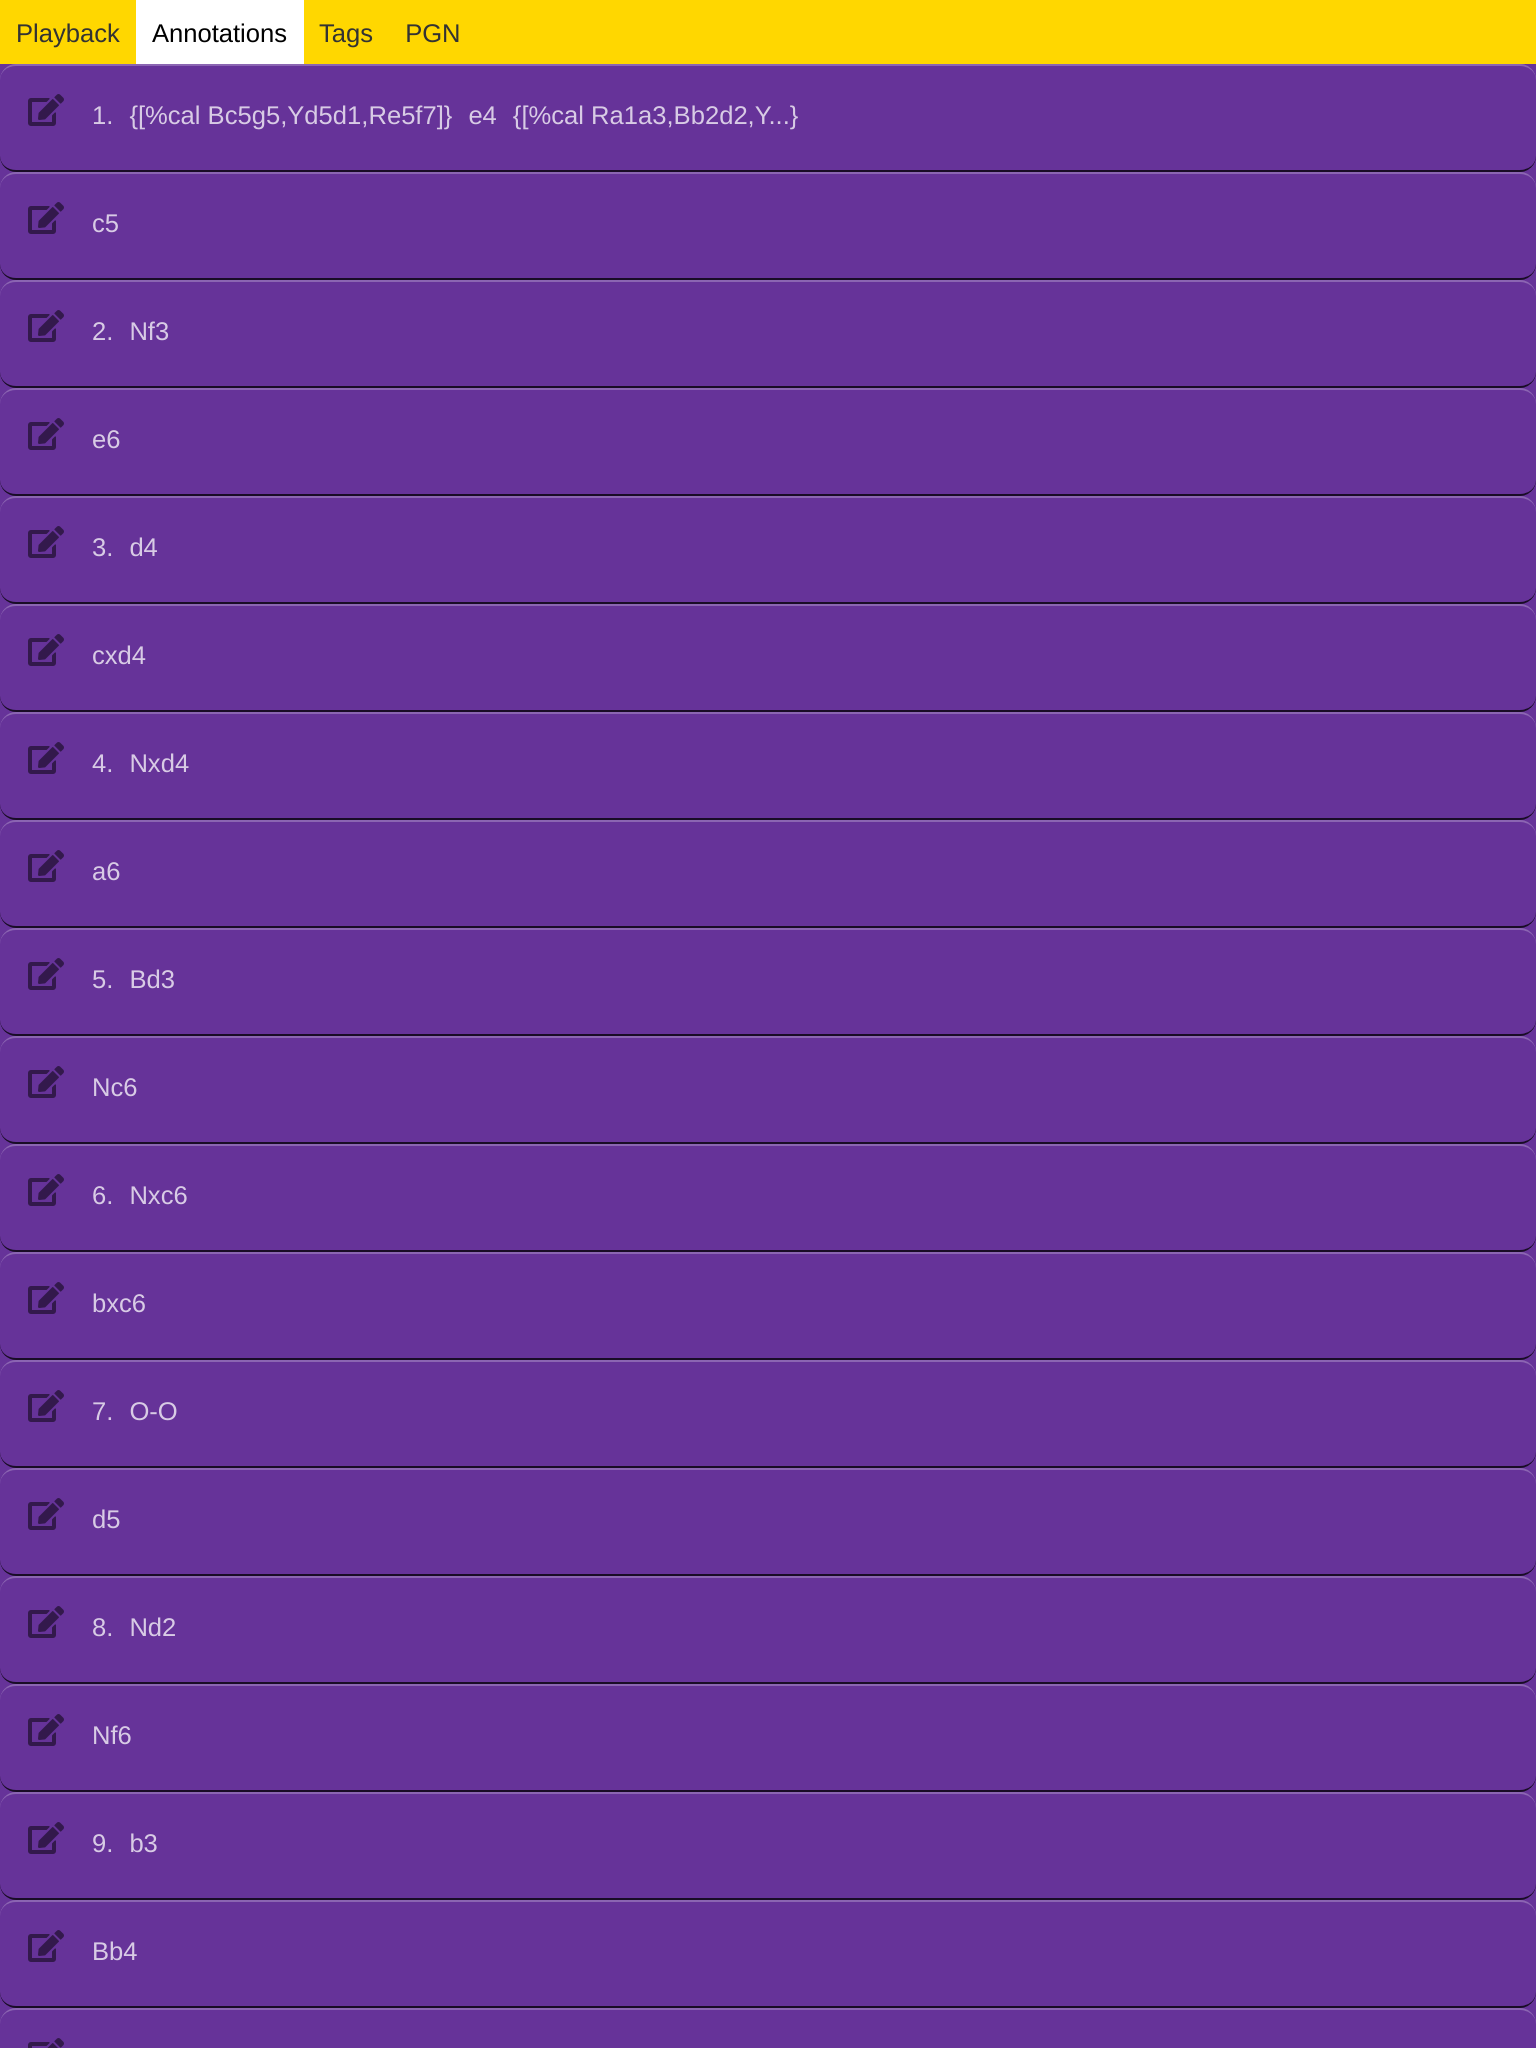 Playback Annotations Tags PGN
1. {[%cal Bc5g5,Yd5d1,Re5f7]} e4 {[%cal Ra1a3,Bb2d2,Y...}
c5
2. Nf3
e6
3. d4
cxd4
4. Nxd4
a6
5. Bd3
Nc6
6. Nxc6
bxc6
7. O-O
d5
8. Nd2
Nf6
9. b3
Bb4